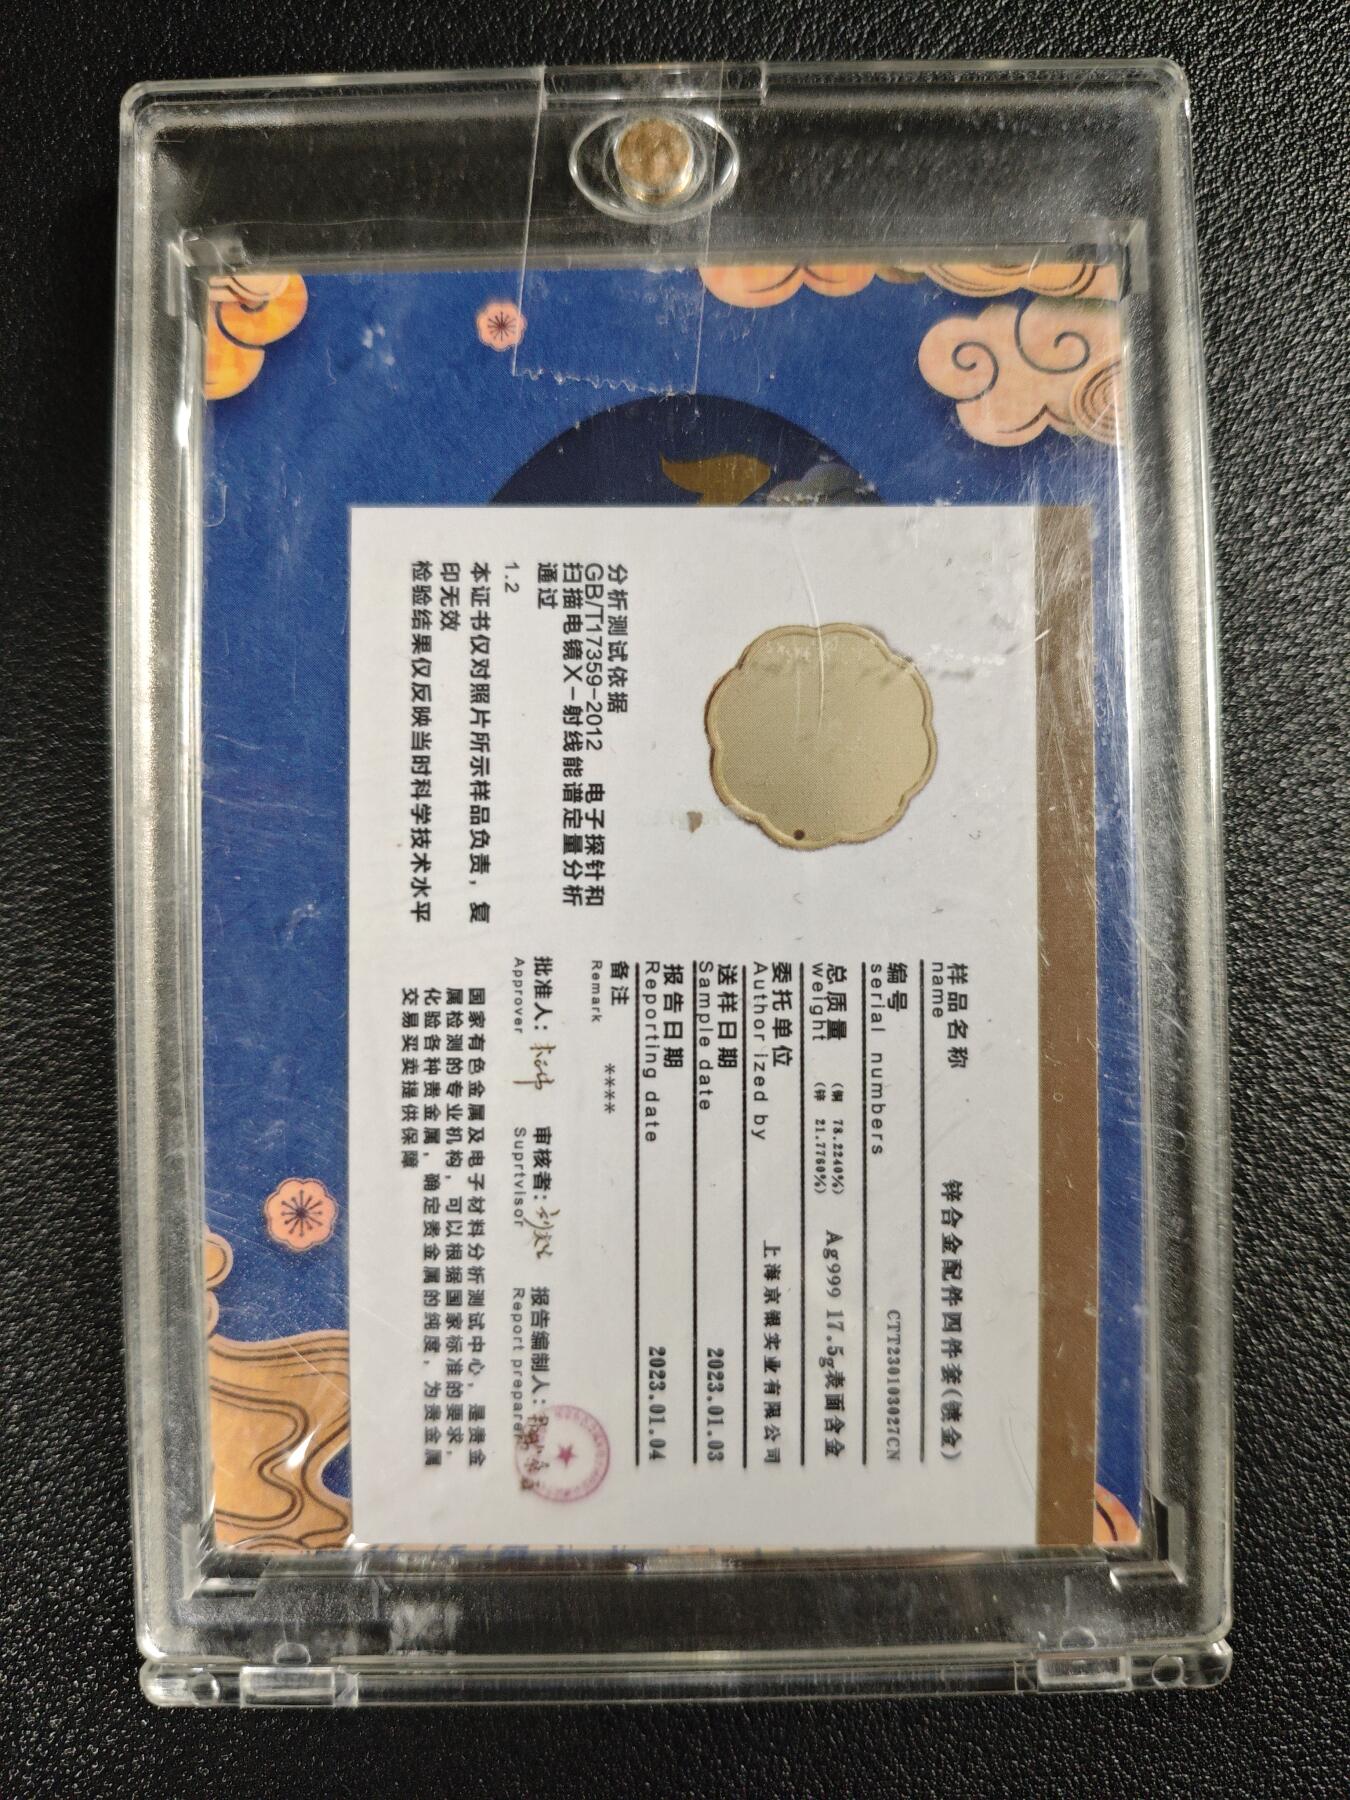 分析测试依据
GB/T17359-2012 电子探针和
扫描电镜X-射线能谱定量分析
通过
1.2
本证书仅对照片所示样品负责，复
印无效
检验结果仅反映当时科学技术水平
样品名称 锌合金配件四件套(镀金)
name
编号 CTT230103027CN
serial numbers
总质量 (铜 78.2240%) Ag999 17.5g表面含金
weight (锌 21.7760%)
委托单位 上海京银实业有限公司
Author ized by
送样日期 2023.01.03
Sample date
报告日期 2023.01.04
Reporting date
备注 ****
Remark
批准人： 审核者： 报告编制人：
Approver Suprtvisor Report preparer
国家有色金属及电子材料分析测试中心，是贵金
属检测的专业机构，可以根据国家标准的要求，
化验各种贵金属，确定贵金属的纯度，为贵金属
交易买卖提供保障